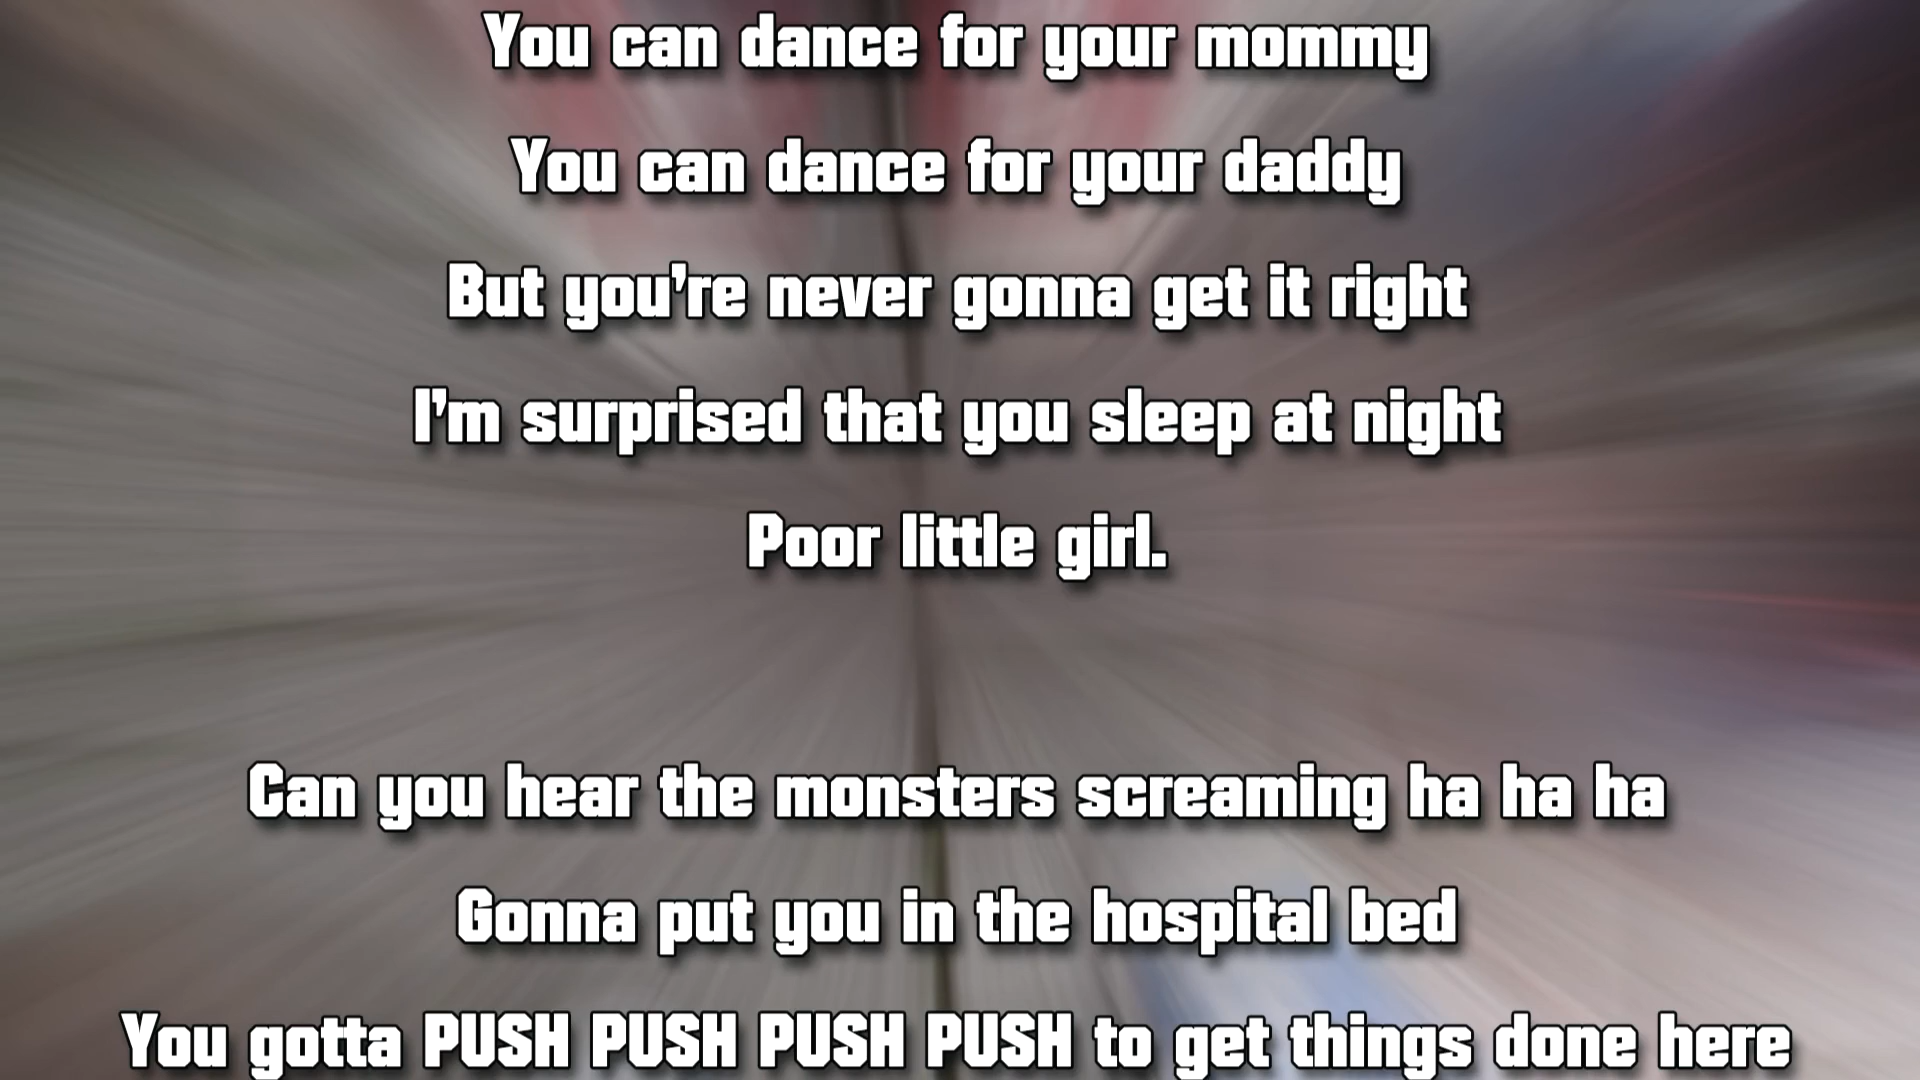 You can dance for your mommy
You can dance for your daddy
But you're never gonna get it right
I'm surprised that you sleep at night
Poor little girl.
Can you hear the monsters screaming ha ha ha
Gonna put you in the hospital bed
You gotta PUSH PUSH PUSH PUSH to get things done here